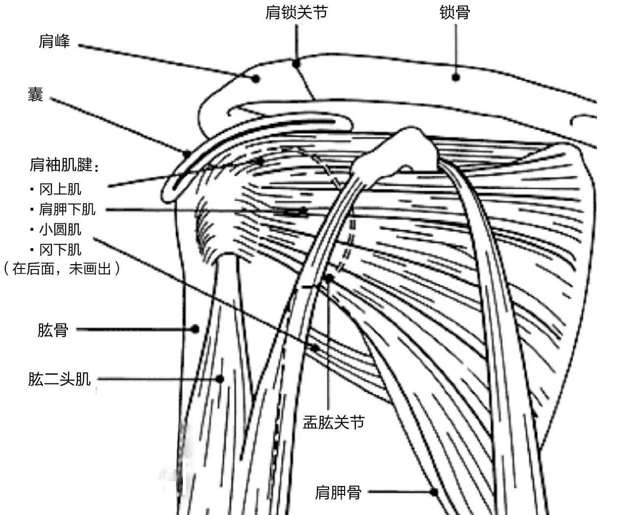 肩锁关节
锁骨
肩峰
囊
肩袖肌腱：
·冈上肌
·肩胛下肌
·小圆肌
·冈下肌
（在后面，未画出）
肱骨
肱二头肌
盂肱关节
肩胛骨